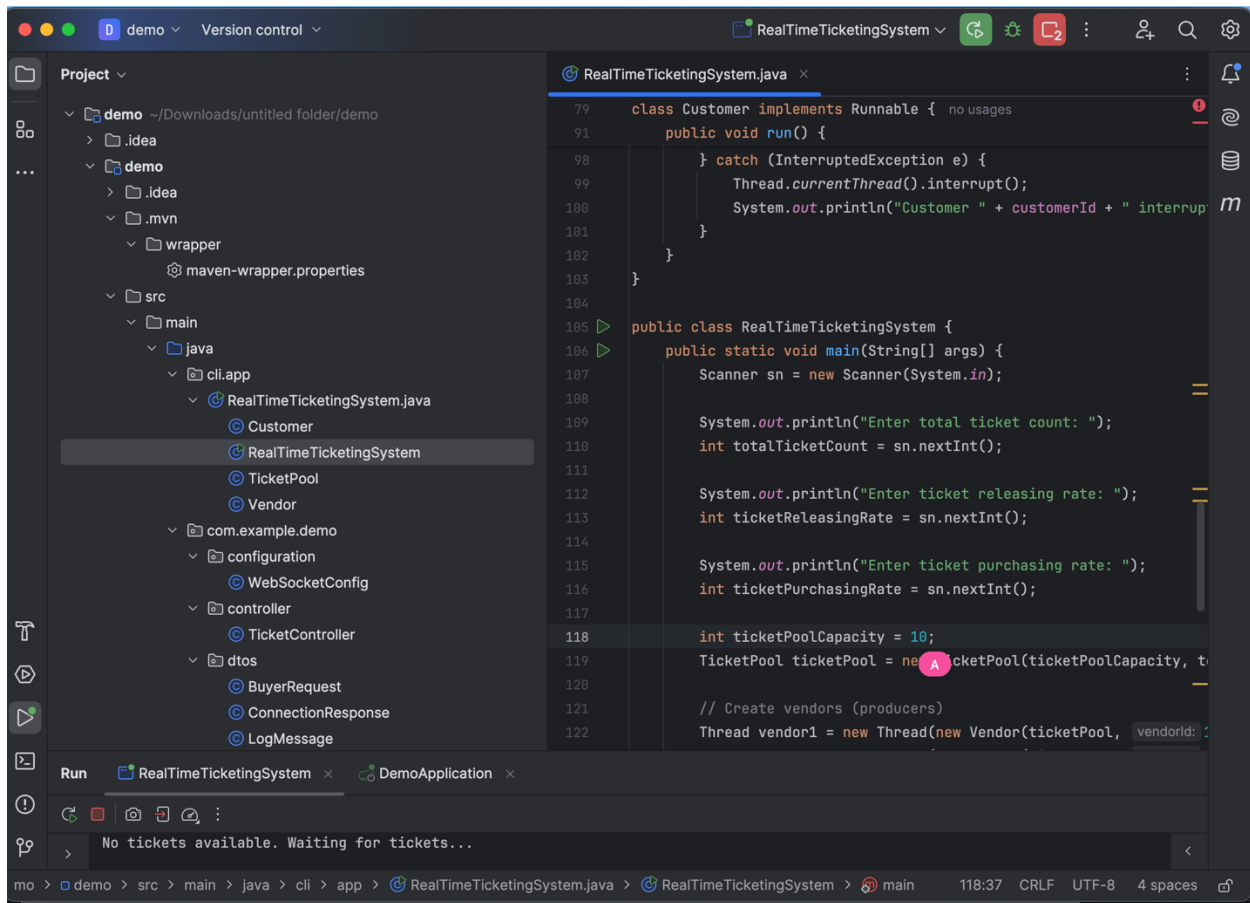 D demo Version control RealTimeTicketingSystem 2
Project
demo ~/Downloads/untitled folder/demo
.idea
demo
.idea
.mvn
wrapper
maven-wrapper.properties
src
main
java
cli.app
RealTimeTicketingSystem.java
Customer
RealTimeTicketingSystem
TicketPool
Vendor
com.example.demo
configuration
WebSocketConfig
controller
TicketController
dtos
BuyerRequest
ConnectionResponse
LogMessage
RealTimeTicketingSystem.java
79 class Customer implements Runnable { no usages
91 public void run() {
98 } catch (InterruptedException e) {
99 Thread.currentThread().interrupt();
100 System.out.println("Customer " + customerId + " interrup
101 }
102 }
103 }
104
105 public class RealTimeTicketingSystem {
106 public static void main(String[] args) {
107 Scanner sn = new Scanner(System.in);
108
109 System.out.println("Enter total ticket count: ");
110 int totalTicketCount = sn.nextInt();
111
112 System.out.println("Enter ticket releasing rate: ");
113 int ticketReleasingRate = sn.nextInt();
114
115 System.out.println("Enter ticket purchasing rate: ");
116 int ticketPurchasingRate = sn.nextInt();
117
118 int ticketPoolCapacity = 10;
119 TicketPool ticketPool = ne A icketPool(ticketPoolCapacity, t
120
121 // Create vendors (producers)
122 Thread vendor1 = new Thread(new Vendor(ticketPool, vendorId: 1
m
Run RealTimeTicketingSystem DemoApplication
No tickets available. Waiting for tickets...
mo > demo > src > main > java > cli > app > RealTimeTicketingSystem.java > RealTimeTicketingSystem > main 118:37 CRLF UTF-8 4 spaces